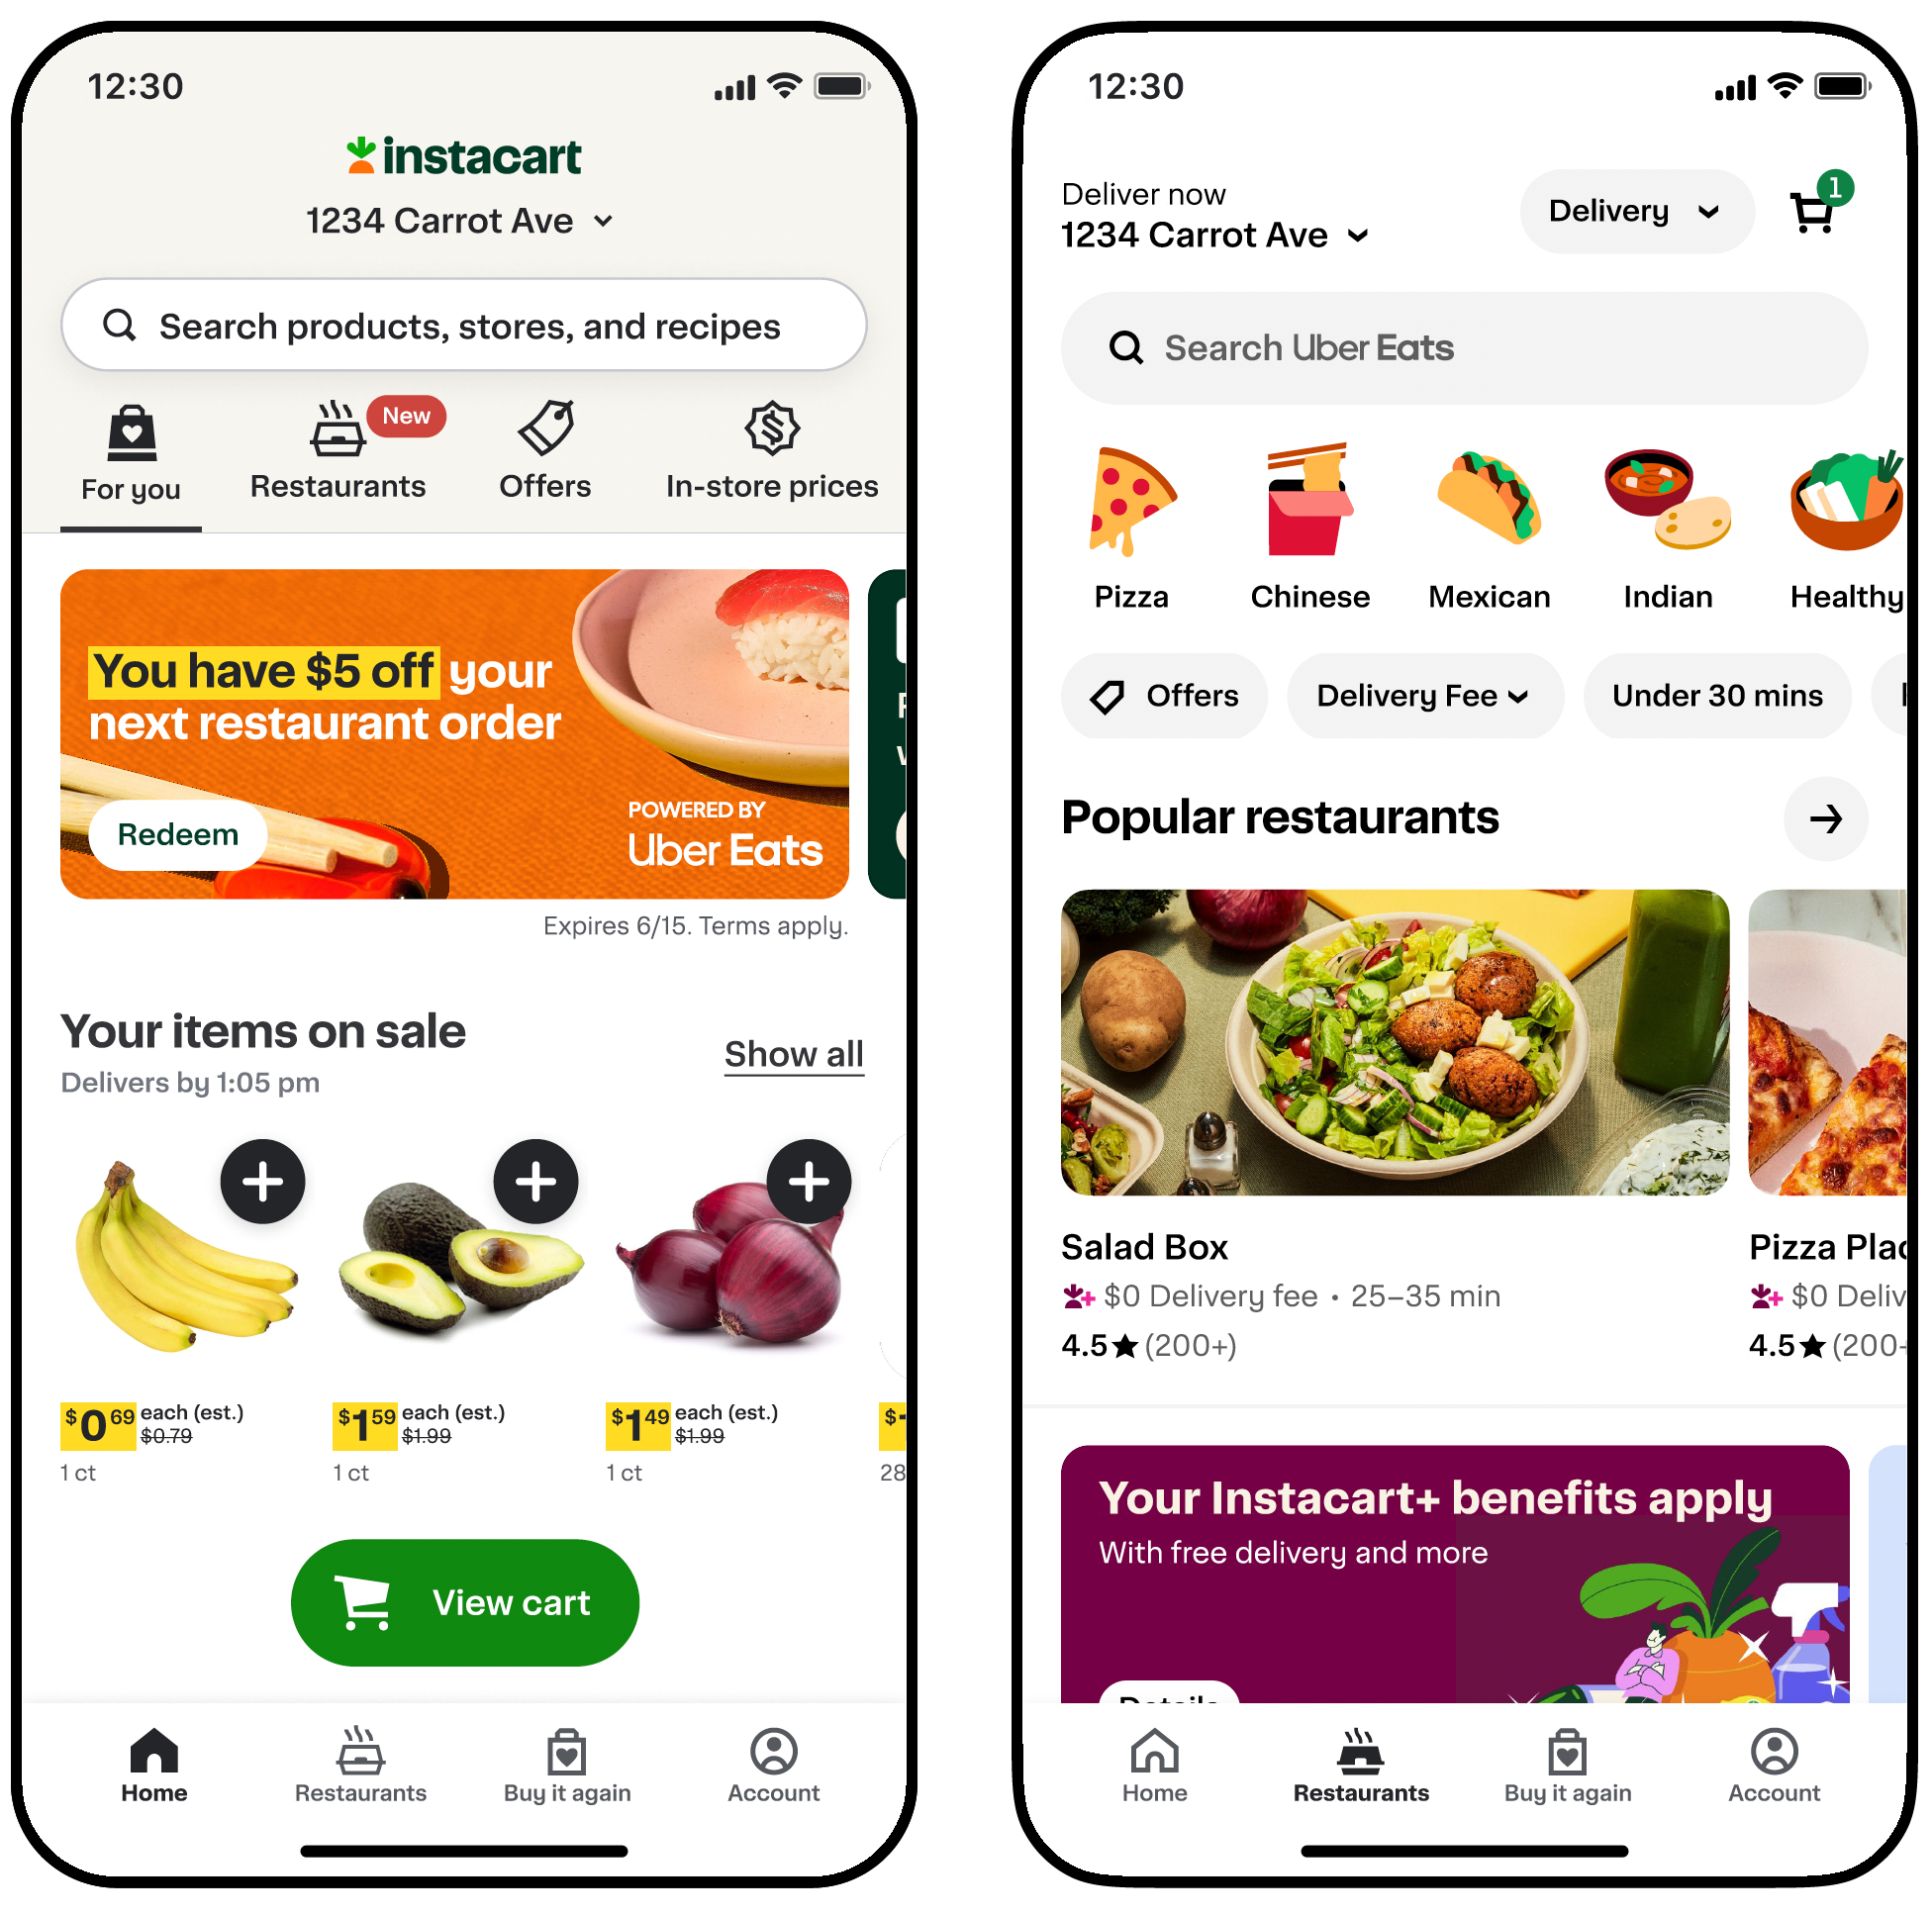 12:30
instacart
1234 Carrot Ave
Search products, stores, and recipes
New
For you
Restaurants
Offers
In-store prices
You have $5 off your
next restaurant order
POWERED BY
Redeem
Uber Eats
Expires 6/15. Terms apply.
Your items on sale
Show all
Delivers by 1:05 pm
$0 69 each (est.)
$0.79
1 ct
$1 59 each (est.)
$1.99
1 ct
$1 49 each (est.)
$1.99
1 ct
28
View cart
Home
Restaurants
Buy it again
Account
12:30
Deliver now
1234 Carrot Ave
Delivery
1
Search Uber Eats
Pizza
Chinese
Mexican
Indian
Healthy
Offers
Delivery Fee
Under 30 mins
Popular restaurants
Salad Box
$0 Delivery fee • 25–35 min
4.5★ (200+)
Pizza
$0
4.5★
Your Instacart+ benefits apply
With free delivery and more
Details
Home
Restaurants
Buy it again
Account